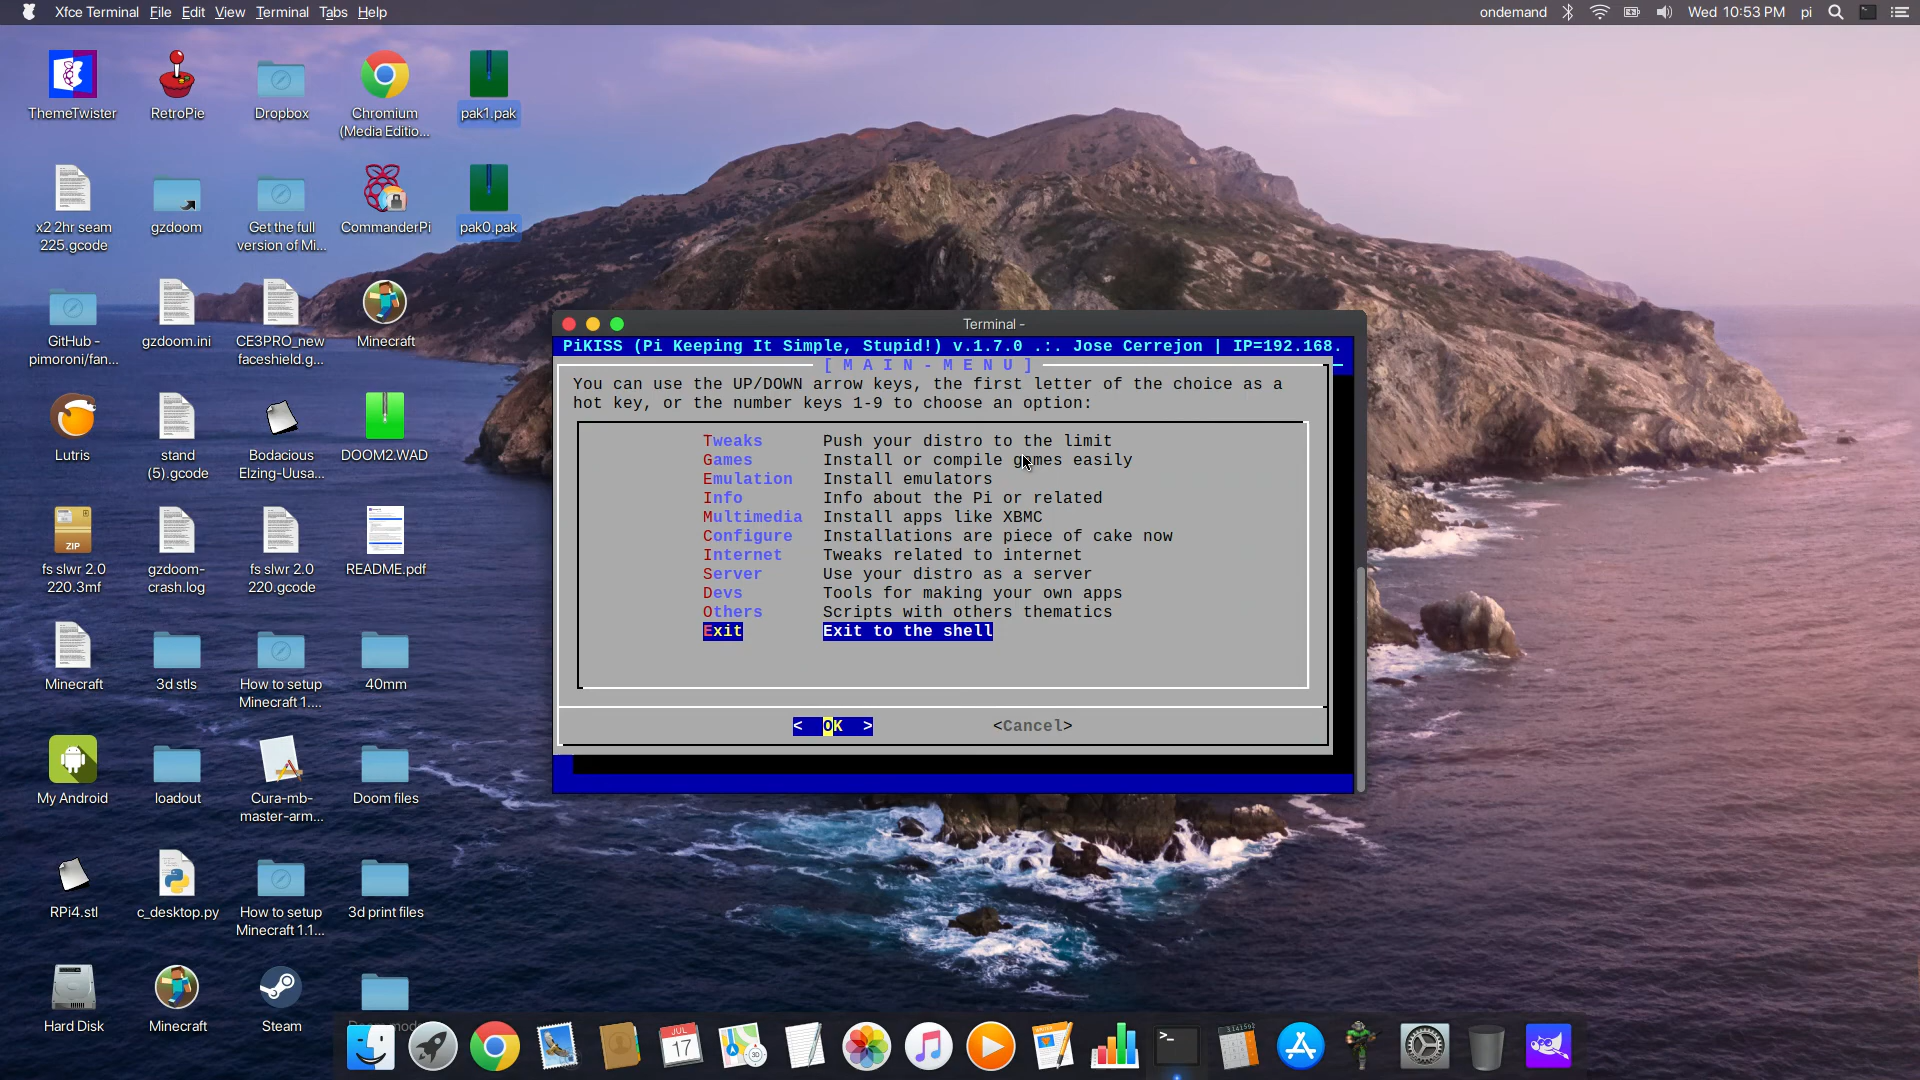 Xfce Terminal File Edit View Terminal Tabs Help
ondemand Wed 10:53 PM pi
ThemeTwister
RetroPie
Dropbox
Chromium
(Media Editio...
pak1.pak
x2 2hr seam
225.gcode
gzdoom
Get the full
version of Mi...
CommanderPi
pak0.pak
GitHub -
pimoroni/fan...
gzdoom.ini
CE3PRO_new
faceshield.g...
Minecraft
Lutris
stand
(5).gcode
Bodacious
Elzing-Uusa...
DOOM2.WAD
ZIP
fs slwr 2.0
220.3mf
gzdoom-
crash.log
fs slwr 2.0
220.gcode
README.pdf
Minecraft
3d stls
How to setup
Minecraft 1....
40mm
My Android
loadout
Cura-mb-
master-arm...
Doom files
RPi4.stl
c_desktop.py
How to setup
Minecraft 1.1...
3d print files
Hard Disk
Minecraft
Steam
Terminal -
PiKISS (Pi Keeping It Simple, Stupid!) v.1.7.0 .:. Jose Cerrejon | IP=192.168.
[ M A I N - M E N U ]
You can use the UP/DOWN arrow keys, the first letter of the choice as a
hot key, or the number keys 1-9 to choose an option:
Tweaks Push your distro to the limit
Games Install or compile games easily
Emulation Install emulators
Info Info about the Pi or related
Multimedia Install apps like XBMC
Configure Installations are piece of cake now
Internet Tweaks related to internet
Server Use your distro as a server
Devs Tools for making your own apps
Others Scripts with others thematics
Exit Exit to the shell
< OK > <Cancel>
JUL
17